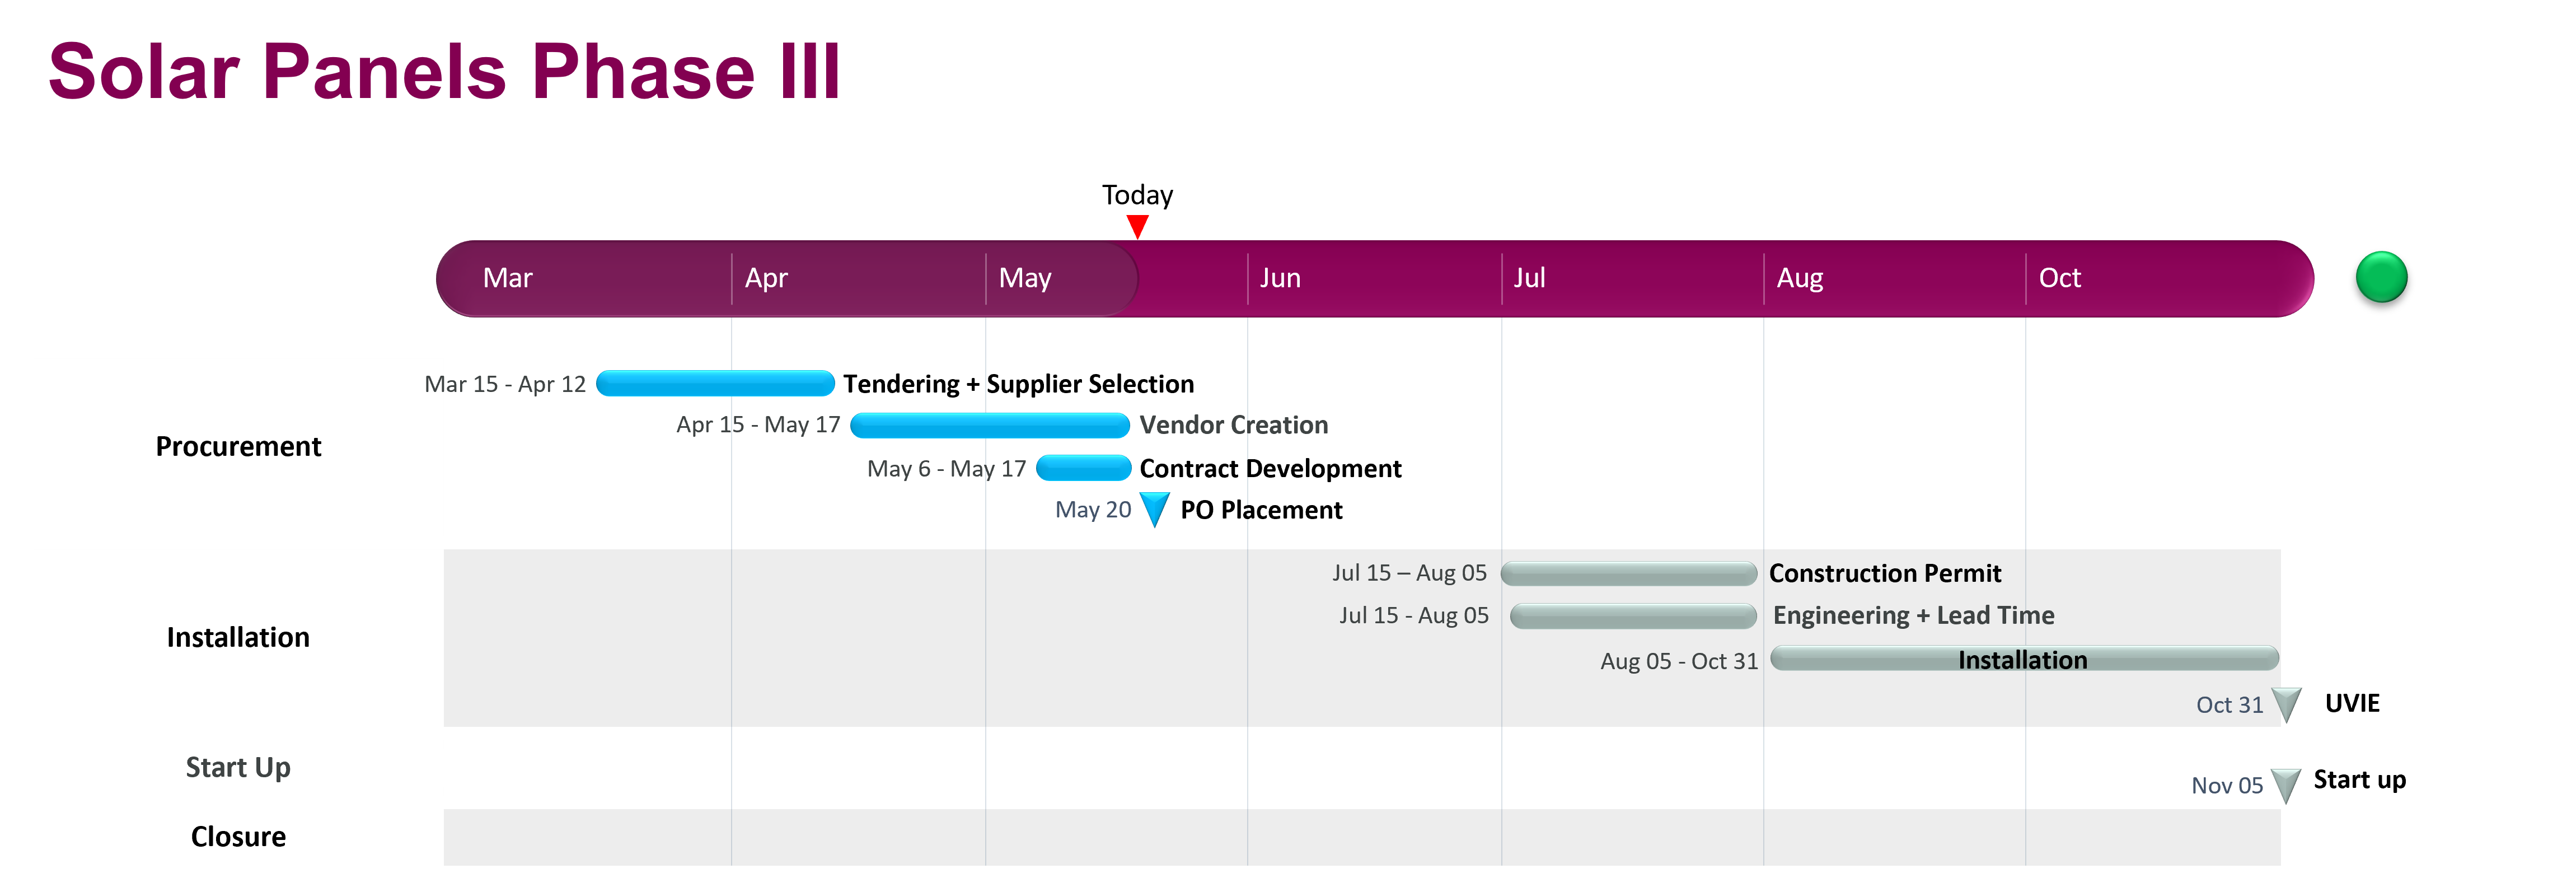 Solar Panels Phase III
Today
Mar Apr May Jun Jul Aug Oct
Mar 15 - Apr 12 Tendering + Supplier Selection
Apr 15 - May 17 Vendor Creation
Procurement
May 6 - May 17 Contract Development
May 20 PO Placement
Jul 15 – Aug 05 Construction Permit
Jul 15 - Aug 05 Engineering + Lead Time
Installation
Aug 05 - Oct 31 Installation
Oct 31 UVIE
Start Up
Nov 05 Start up
Closure